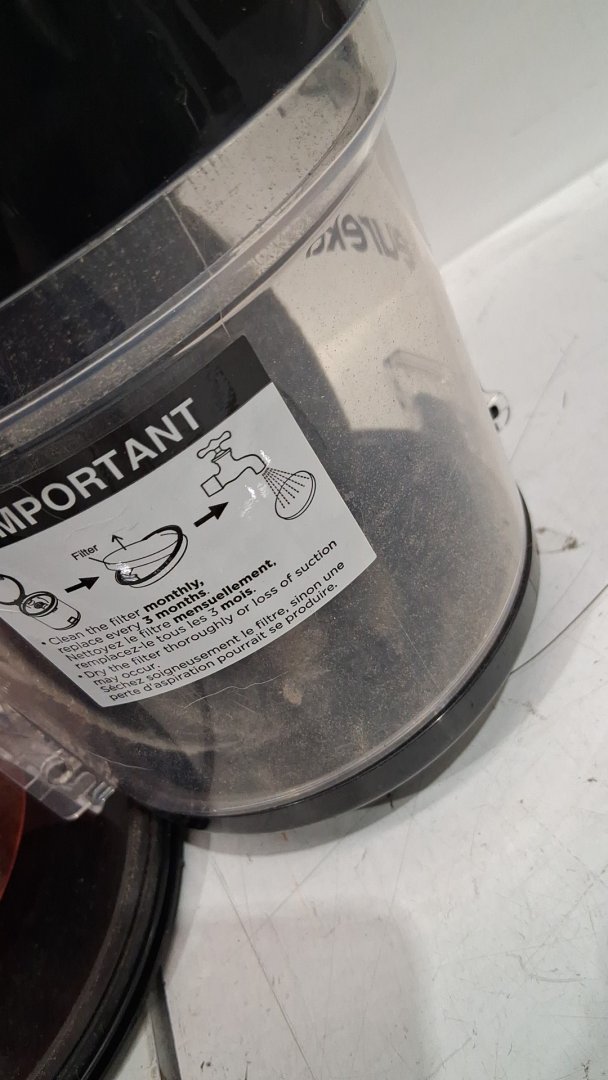 eureka
IMPORTANT
Filter
• Clean the filter monthly,
replace every 3 months.
Nettoyez le filtre mensuellement,
remplacez-le tous les 3 mois.
• Dry the filter thoroughly or loss of suction
may occur.
Séchez soigneusement le filtre, sinon une
perte d'aspiration pourrait se produire.